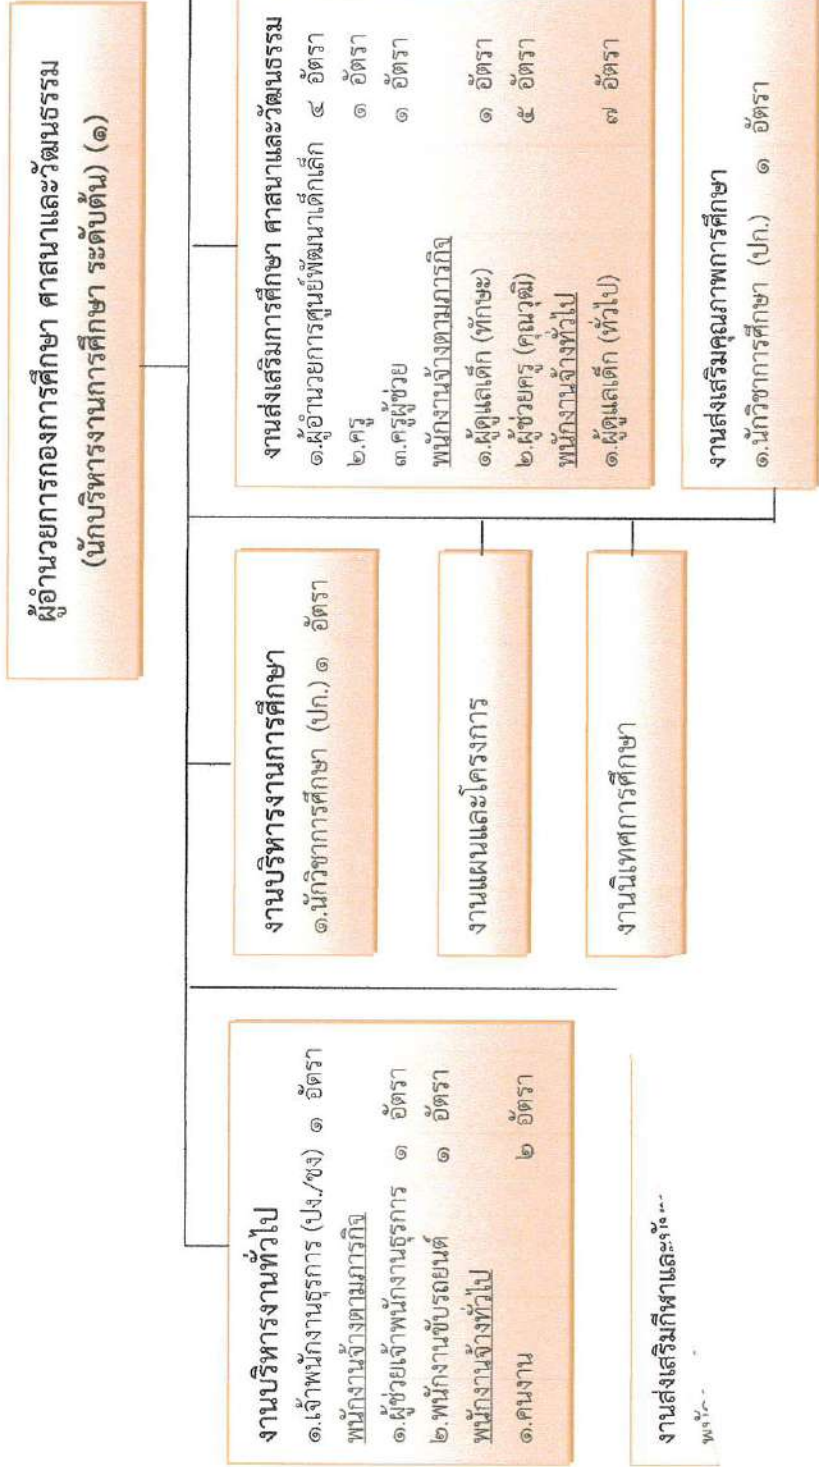 ผู้อำนวยการกองการศึกษา ศาสนาและวัฒนธรรม
(นักบริหารงานการศึกษา ระดับต้น) (๑)
งานบริหารงานทั่วไป
๑.เจ้าพนักงานธุรการ (ปง./ชง) ๑ อัตรา
พนักงานจ้างตามภารกิจ
๑.ผู้ช่วยเจ้าพนักงานธุรการ ๑ อัตรา
๒.พนักงานขับรถยนต์ ๑ อัตรา
พนักงานจ้างทั่วไป
๑.คนงาน ๒ อัตรา
งานบริหารงานการศึกษา
๑.นักวิชาการศึกษา (ปก.) ๑ อัตรา
งานส่งเสริมการศึกษา ศาสนาและวัฒนธรรม
๑.ผู้อำนวยการศูนย์พัฒนาเด็กเล็ก ๔ อัตรา
๒.ครู ๑ อัตรา
๓.ครูผู้ช่วย ๑ อัตรา
พนักงานจ้างตามภารกิจ
๑.ผู้ดูแลเด็ก (ทักษะ) ๑ อัตรา
๒.ผู้ช่วยครู (คุณวุฒิ) ๕ อัตรา
พนักงานจ้างทั่วไป
๑.ผู้ดูแลเด็ก (ทั่วไป) ๗ อัตรา
งานแผนและโครงการ
งานนิเทศการศึกษา
งานส่งเสริมคุณภาพการศึกษา
๑.นักวิชาการศึกษา (ปก.) ๑ อัตรา
งานส่งเสริมกีฬาและ